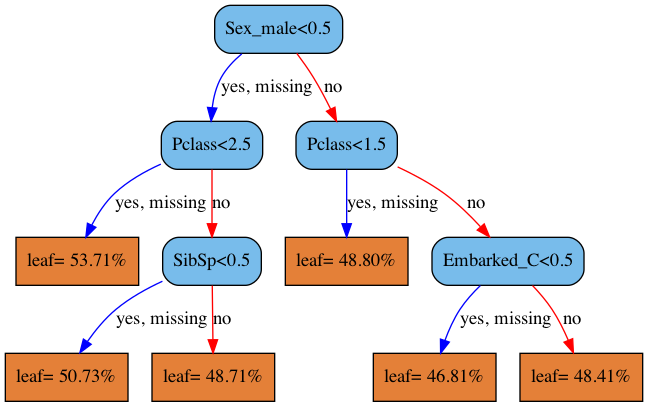 Sex_male<0.5
yes, missing
no
Pclass<2.5
Pclass<1.5
yes, missing
no
yes, missing
no
leaf= 53.71%
SibSp<0.5
leaf= 48.80%
Embarked_C<0.5
yes, missing
no
yes, missing
no
leaf= 50.73%
leaf= 48.71%
leaf= 46.81%
leaf= 48.41%